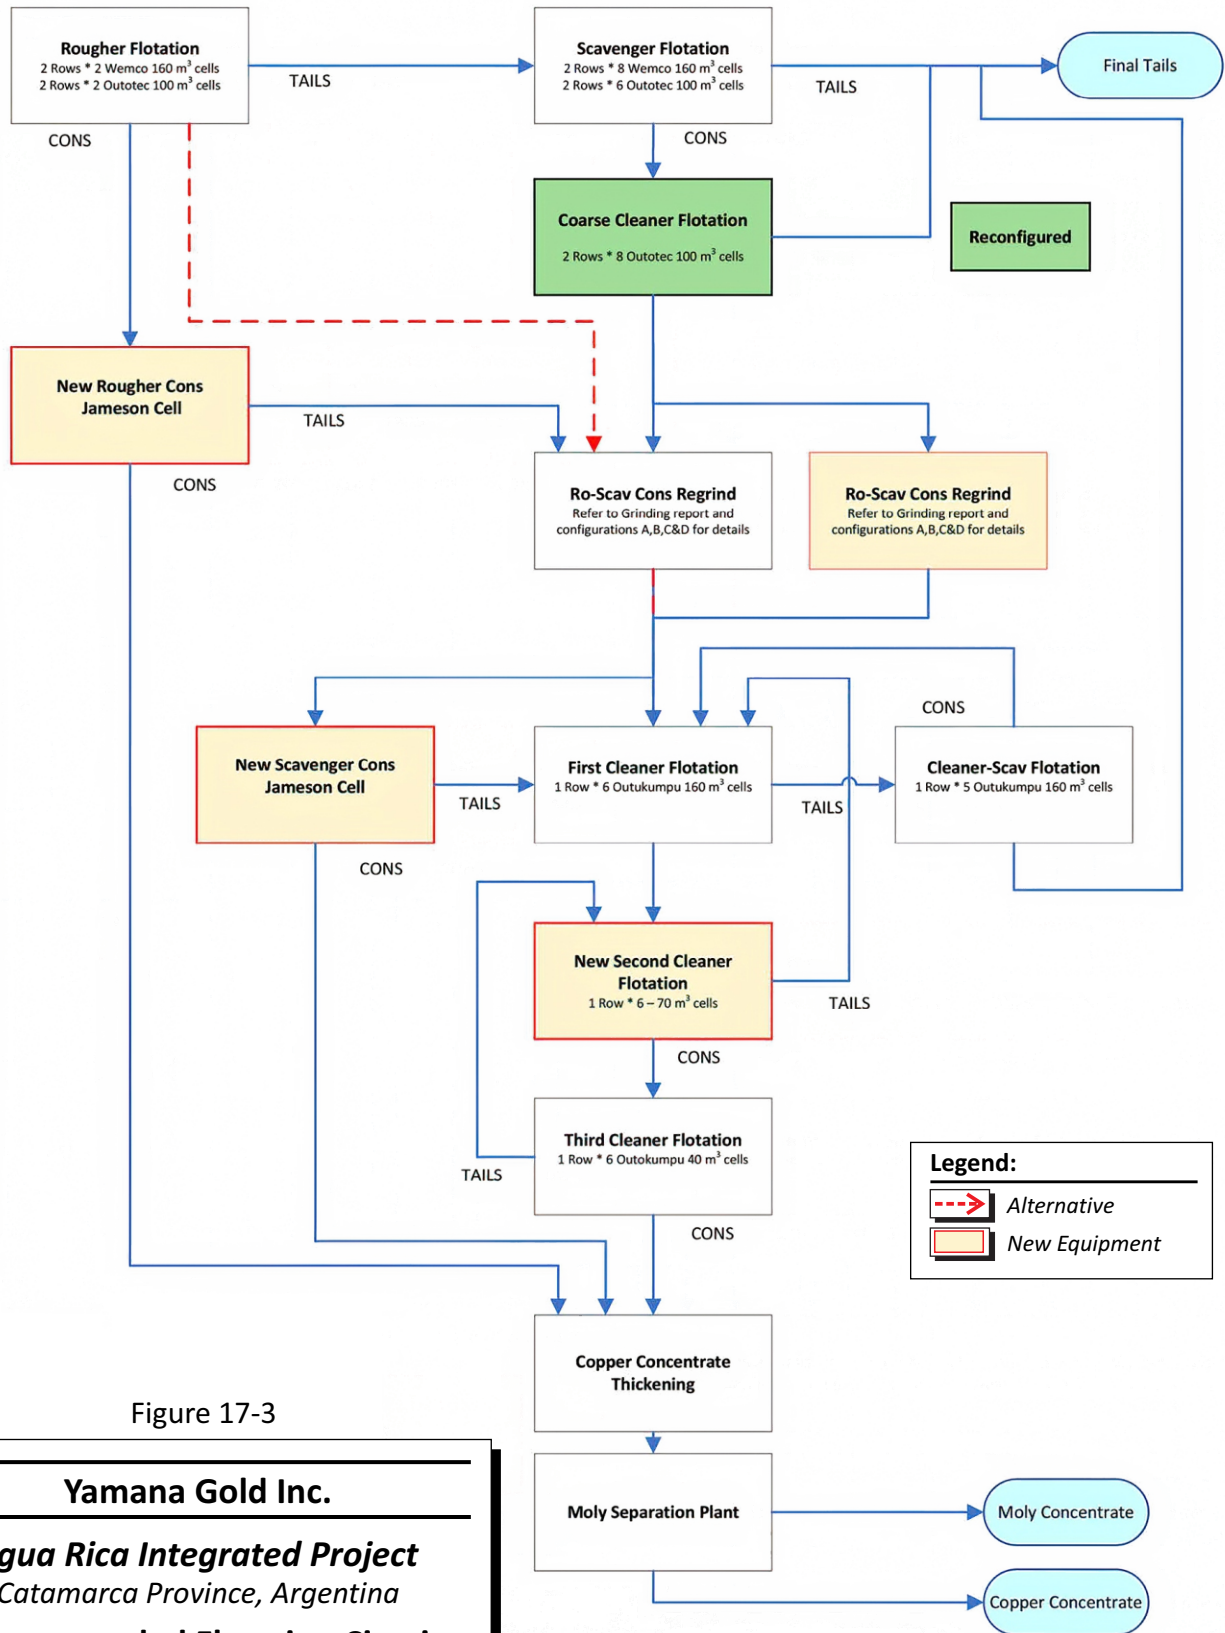 Rougher Flotation
2 Rows * 2 Wemco 160 m³ cells
2 Rows * 2 Outotec 100 m³ cells
TAILS
CONS
Scavenger Flotation
2 Rows * 8 Wemco 160 m³ cells
2 Rows * 6 Outotec 100 m³ cells
TAILS
CONS
Final Tails
Coarse Cleaner Flotation
2 Rows * 8 Outotec 100 m³ cells
Reconfigured
New Rougher Cons
Jameson Cell
TAILS
CONS
Ro-Scav Cons Regrind
Refer to Grinding report and
configurations A,B,C&D for details
Ro-Scav Cons Regrind
Refer to Grinding report and
configurations A,B,C&D for details
New Scavenger Cons
Jameson Cell
TAILS
CONS
First Cleaner Flotation
1 Row * 6 Outukumpu 160 m³ cells
TAILS
CONS
Cleaner-Scav Flotation
1 Row * 5 Outukumpu 160 m³ cells
New Second Cleaner
Flotation
1 Row * 6 – 70 m³ cells
TAILS
CONS
Third Cleaner Flotation
1 Row * 6 Outokumpu 40 m³ cells
TAILS
CONS
Legend:
Alternative
New Equipment
Copper Concentrate
Thickening
Moly Separation Plant
Moly Concentrate
Copper Concentrate
Figure 17-3
Yamana Gold Inc.
gua Rica Integrated Project
Catamarca Province, Argentina